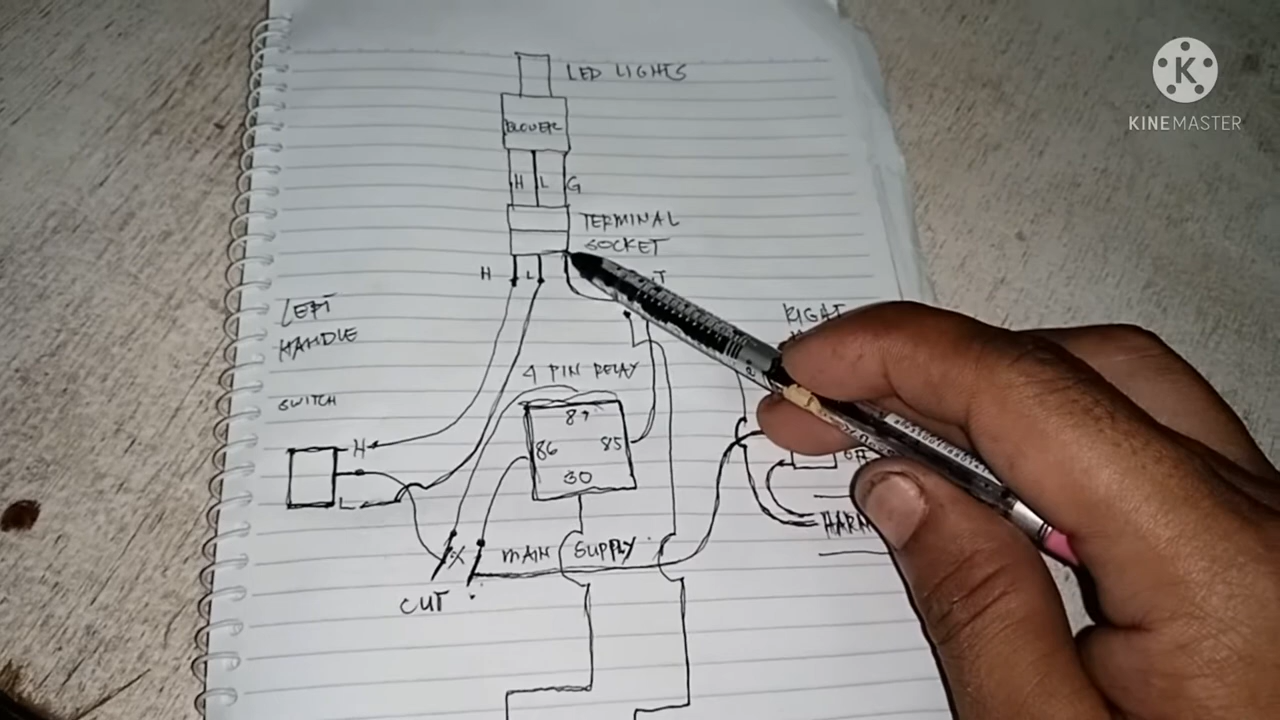 LED LIGHTS
BLOWER
H L G
TERMINAL
SOCKET
H L
LEFT
HANDLE
SWITCH
4 PIN RELAY
87
86 85
30
H
L
X
MAIN SUPPLY
CUT
RIGHT
K
KINEMASTER